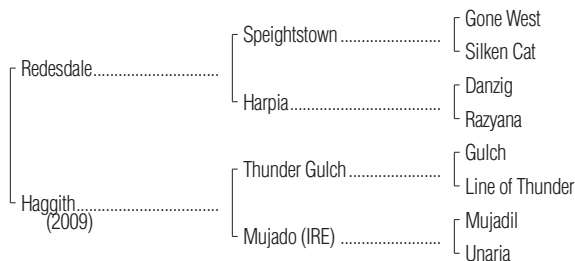 Gone West
Speightstown
Silken Cat
Redesdale
Danzig
Harpia
Razyana
Gulch
Thunder Gulch
Line of Thunder
Haggith
(2009)
Mujadil
Mujado (IRE)
Unaria